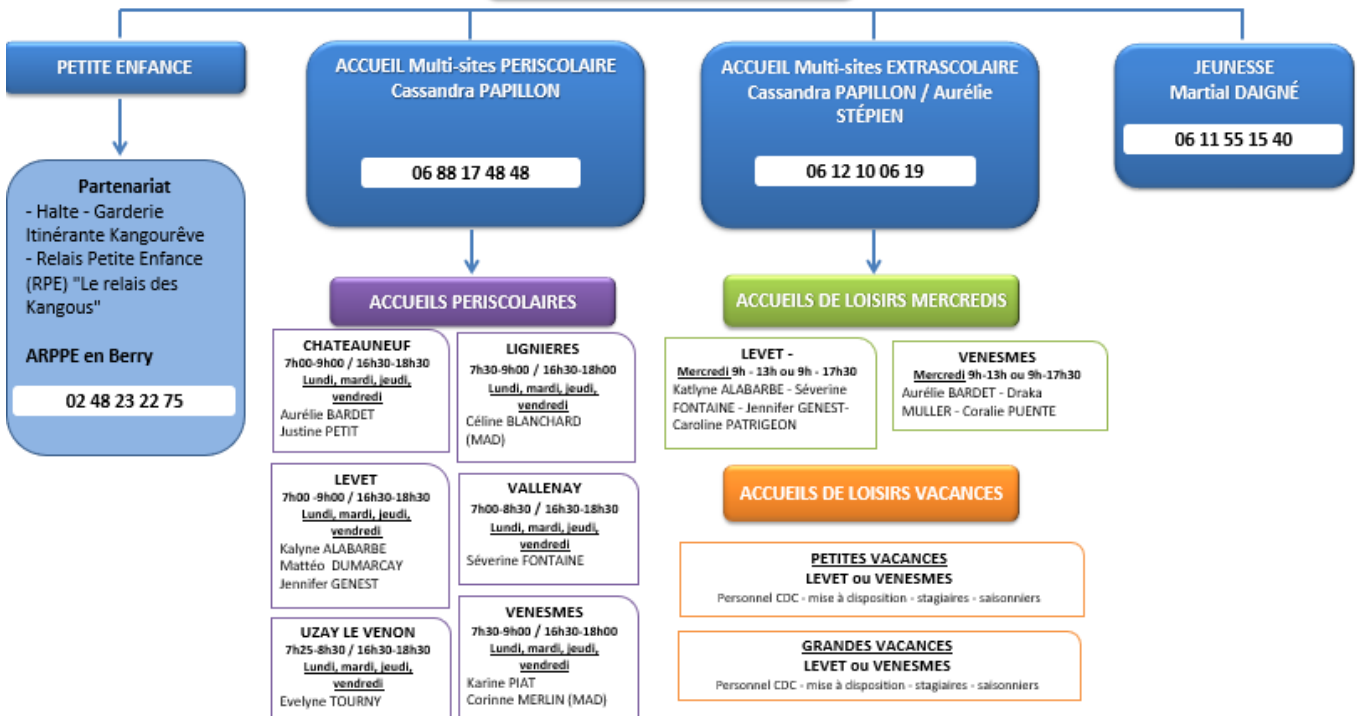 PETITE ENFANCE
Partenariat
- Halte - Garderie
Itinérante Kangourêve
- Relais Petite Enfance
(RPE) "Le relais des
Kangous"
ARPPE en Berry
02 48 23 22 75
ACCUEIL Multi-sites PERISCOLAIRE
Cassandra PAPILLON
06 88 17 48 48
ACCUEILS PERISCOLAIRES
CHATEAUNEUF
7h00-9h00 / 16h30-18h30
Lundi, mardi, jeudi,
vendredi
Aurélie BARDET
Justine PETIT
LIGNIERES
7h30-9h00 / 16h30-18h00
Lundi, mardi, jeudi,
vendredi
Céline BLANCHARD
(MAD)
LEVET
7h00 -9h00 / 16h30-18h30
Lundi, mardi, jeudi,
vendredi
Kalyne ALABARBE
Mattéo DUMARCAY
Jennifer GENEST
VALLENAY
7h00-8h30 / 16h30-18h30
Lundi, mardi, jeudi,
vendredi
Séverine FONTAINE
UZAY LE VENON
7h25-8h30 / 16h30-18h30
Lundi, mardi, jeudi,
vendredi
Evelyne TOURNY
VENESMES
7h30-9h00 / 16h30-18h00
Lundi, mardi, jeudi,
vendredi
Karine PIAT
Corinne MERLIN (MAD)
ACCUEIL Multi-sites EXTRASCOLAIRE
Cassandra PAPILLON / Aurélie
STÉPIEN
06 12 10 06 19
ACCUEILS DE LOISIRS MERCREDIS
LEVET -
Mercredi 9h - 13h ou 9h - 17h30
Katlyne ALABARBE - Séverine
FONTAINE - Jennifer GENEST-
Caroline PATRIGEON
VENESMES
Mercredi 9h-13h ou 9h-17h30
Aurélie BARDET - Draka
MULLER - Coralie PUENTE
ACCUEILS DE LOISIRS VACANCES
PETITES VACANCES
LEVET ou VENESMES
Personnel CDC - mise à disposition - stagiaires - saisonniers
GRANDES VACANCES
LEVET ou VENESMES
Personnel CDC - mise à disposition - stagiaires - saisonniers
JEUNESSE
Martial DAIGNÉ
06 11 55 15 40